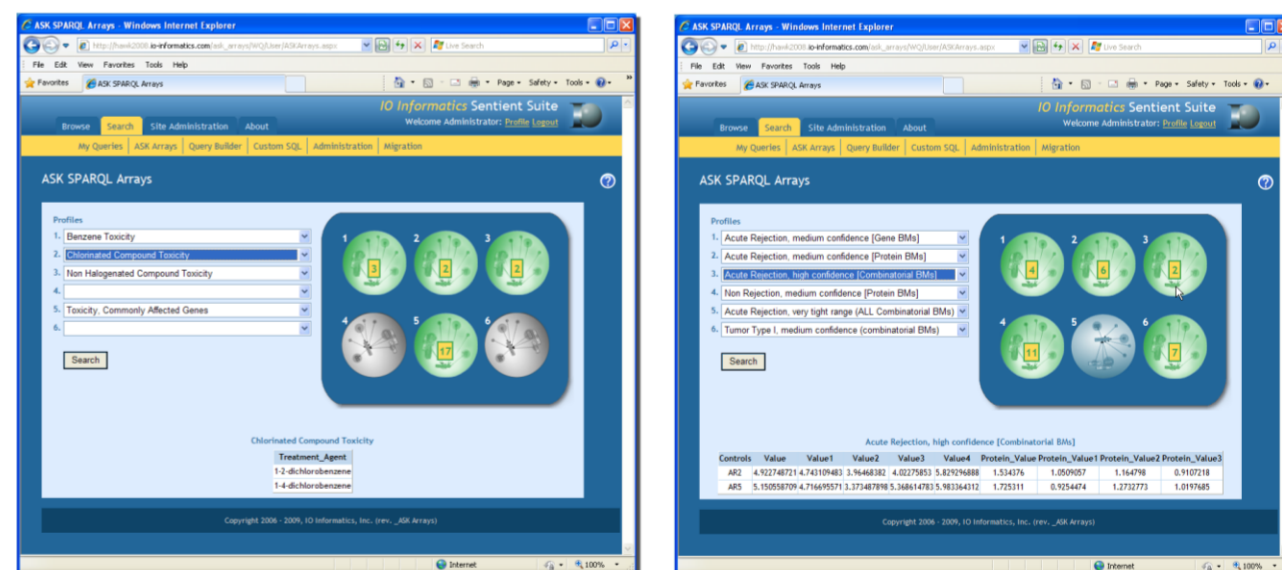 ASK SPARQL Arrays - Windows Internet Explorer
http://hawk2008.io-informatics.com/ask_arrays/WQ/User/ASKArrays.aspx
Live Search
File Edit View Favorites Tools Help
Favorites
ASK SPARQL Arrays
Page Safety Tools
IO Informatics Sentient Suite
Welcome Administrator: Profile Logout
Browse Search Site Administration About
My Queries ASK Arrays Query Builder Custom SQL Administration Migration
ASK SPARQL Arrays
Profiles
1. Benzene Toxicity
2. Chlorinated Compound Toxicity
3. Non Halogenated Compound Toxicity
4.
5. Toxicity, Commonly Affected Genes
6.
Search
1 2 3
3 2 2
4 5 6
17
Chlorinated Compound Toxicity
Treatment_Agent
1-2-dichlorobenzene
1-4-dichlorobenzene
Copyright 2006 - 2009, IO Informatics, Inc. (rev. _ASK Arrays)
Internet
100%
ASK SPARQL Arrays - Windows Internet Explorer
http://hawk2008.io-informatics.com/ask_arrays/WQ/User/ASKArrays.aspx
Live Search
File Edit View Favorites Tools Help
Favorites
ASK SPARQL Arrays
Page Safety Tools
IO Informatics Sentient Suite
Welcome Administrator: Profile Logout
Browse Search Site Administration About
My Queries ASK Arrays Query Builder Custom SQL Administration Migration
ASK SPARQL Arrays
Profiles
1. Acute Rejection, medium confidence [Gene BMs]
2. Acute Rejection, medium confidence [Protein BMs]
3. Acute Rejection, high confidence [Combinatorial BMs]
4. Non Rejection, medium confidence [Protein BMs]
5. Acute Rejection, very tight range (ALL Combinatorial BMs)
6. Tumor Type I, medium confidence (combinatorial BMs)
Search
1 2 3
4 6 2
4 5 6
11 7
Acute Rejection, high confidence [Combinatorial BMs]
Controls Value Value1 Value2 Value3 Value4 Protein_Value Protein_Value1 Protein_Value2 Protein_Value3
AR2 4.922748721 4.743109483 3.96468382 4.02275853 5.829296888 1.534376 1.0509057 1.164798 0.9107218
AR5 5.150558709 4.716695571 3.373487898 5.368614783 5.983364312 1.725311 0.9254474 1.2732773 1.0197685
Copyright 2006 - 2009, IO Informatics, Inc. (rev. _ASK Arrays)
Internet
100%